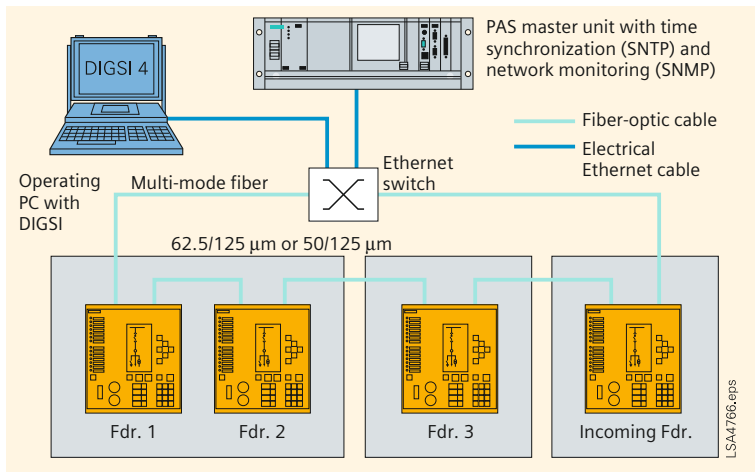 DIGSI 4
PAS master unit with time
synchronization (SNTP) and
network monitoring (SNMP)
Fiber-optic cable
Electrical
Ethernet cable
Operating
PC with
DIGSI
Multi-mode fiber
Ethernet
switch
62.5/125 µm or 50/125 µm
Fdr. 1
Fdr. 2
Fdr. 3
Incoming Fdr.
LSA4766.eps